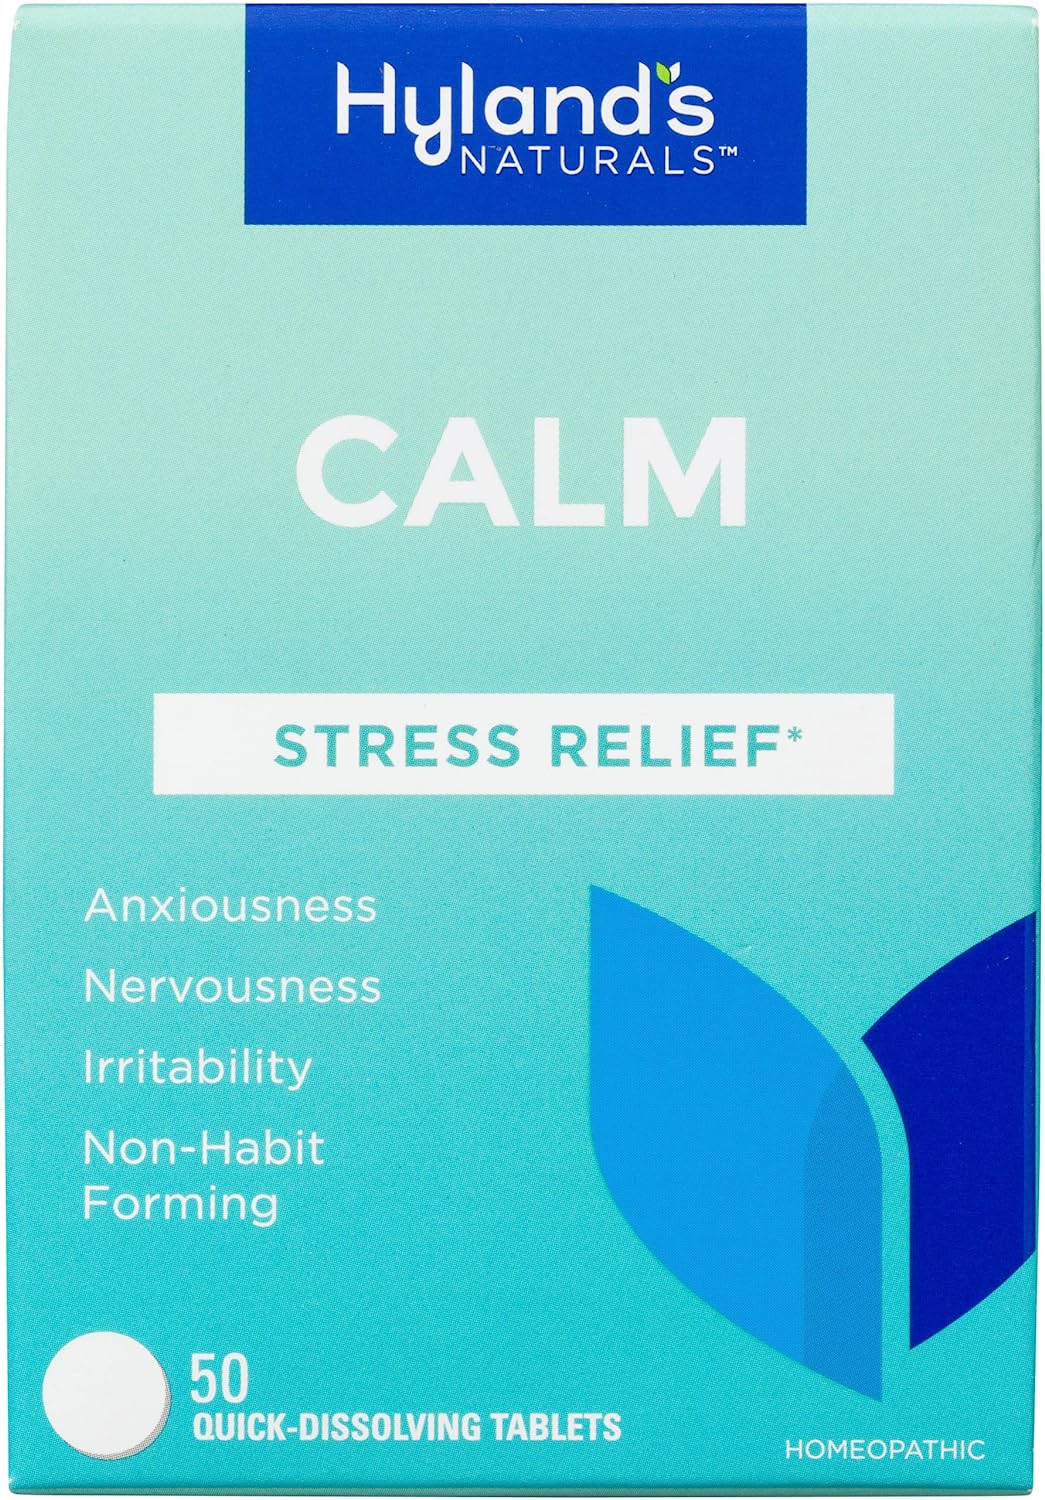 Hyland's
NATURALS™
CALM
STRESS RELIEF*
Anxiousness
Nervousness
Irritability
Non-Habit
Forming
50
QUICK-DISSOLVING TABLETS
HOMEOPATHIC